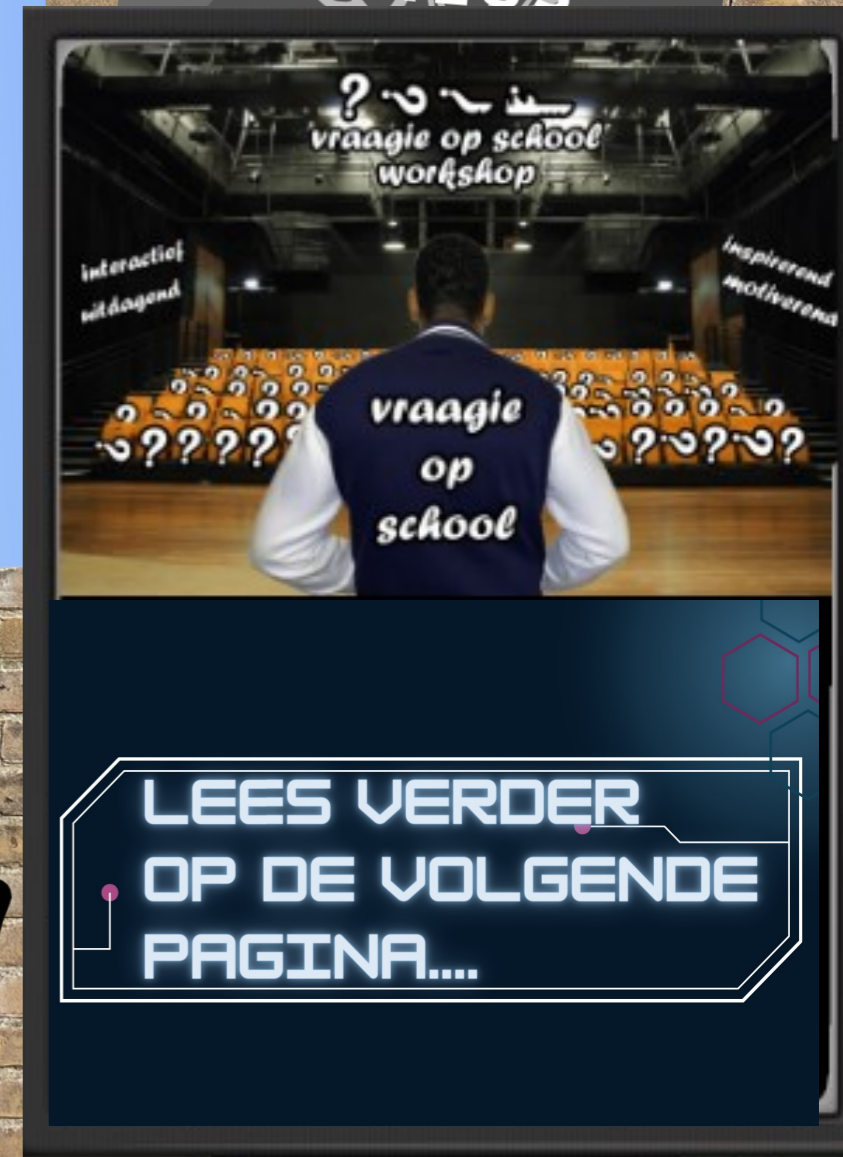 vraagie op school
workshop
interactief
uitdagend
inspirerend
motiverend
vraagie
op
school
LEES VERDER
OP DE VOLGENDE
PAGINA....